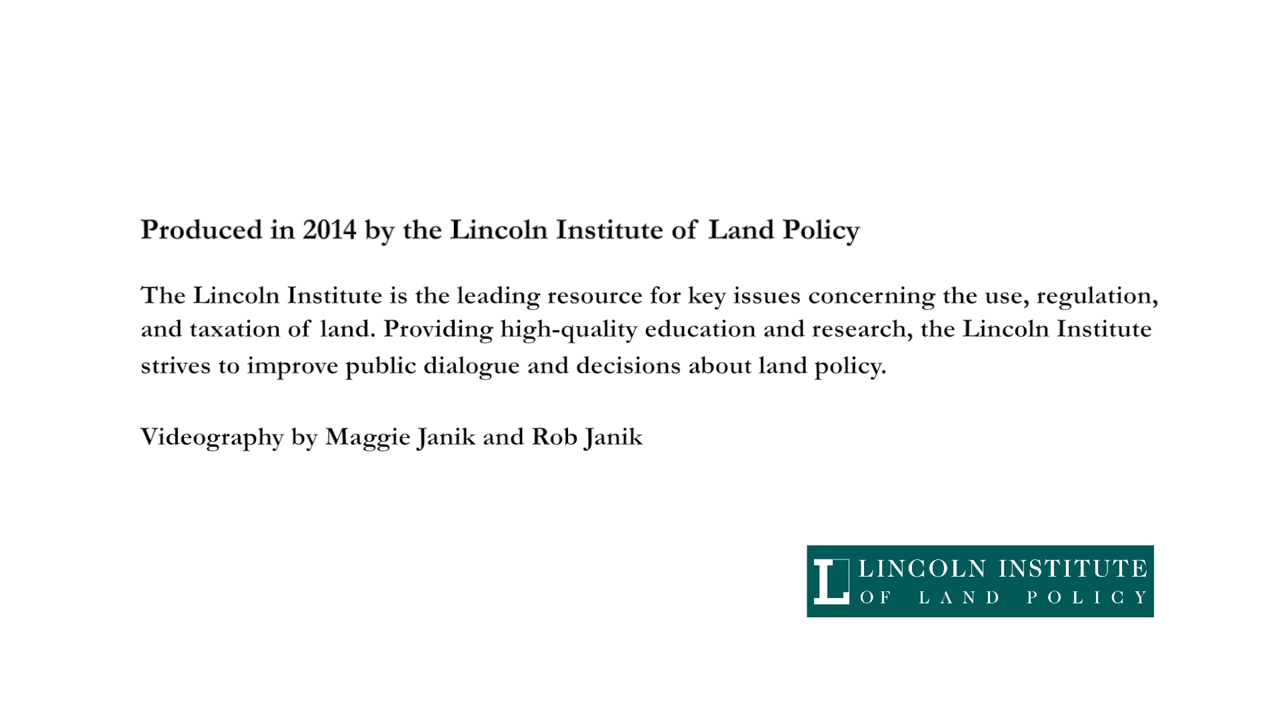 Produced in 2014 by the Lincoln Institute of Land Policy
The Lincoln Institute is the leading resource for key issues concerning the use, regulation,
and taxation of land. Providing high-quality education and research, the Lincoln Institute
strives to improve public dialogue and decisions about land policy.
Videography by Maggie Janik and Rob Janik
L LINCOLN INSTITUTE
OF LAND POLICY